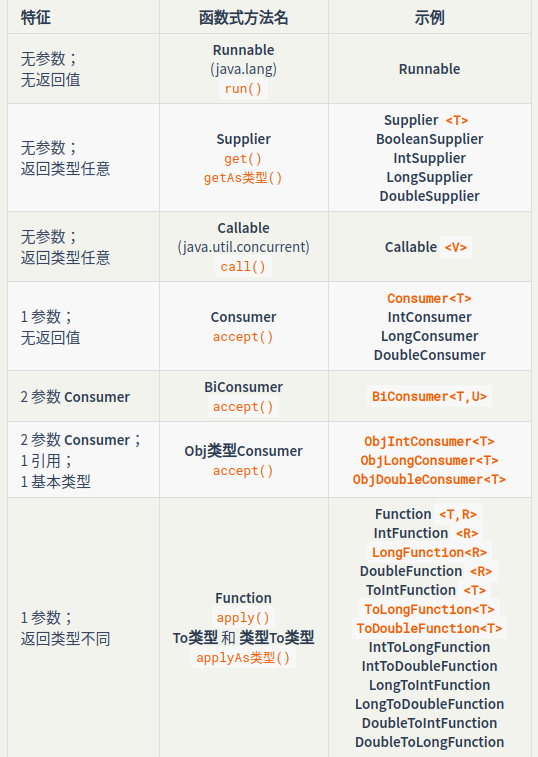 特征 函数式方法名 示例
无参数；
无返回值
Runnable
(java.lang)
run()
Runnable
无参数；
返回类型任意
Supplier
get()
getAs类型()
Supplier <T>
BooleanSupplier
IntSupplier
LongSupplier
DoubleSupplier
无参数；
返回类型任意
Callable
(java.util.concurrent)
call()
Callable <V>
1 参数；
无返回值
Consumer
accept()
Consumer<T>
IntConsumer
LongConsumer
DoubleConsumer
2 参数 Consumer
BiConsumer
accept()
BiConsumer<T,U>
2 参数 Consumer；
1 引用；
1 基本类型
Obj类型Consumer
accept()
ObjIntConsumer<T>
ObjLongConsumer<T>
ObjDoubleConsumer<T>
1 参数；
返回类型不同
Function
apply()
To类型 和 类型To类型
applyAs类型()
Function <T,R>
IntFunction <R>
LongFunction<R>
DoubleFunction <R>
ToIntFunction <T>
ToLongFunction<T>
ToDoubleFunction<T>
IntToLongFunction
IntToDoubleFunction
LongToIntFunction
LongToDoubleFunction
DoubleToIntFunction
DoubleToLongFunction